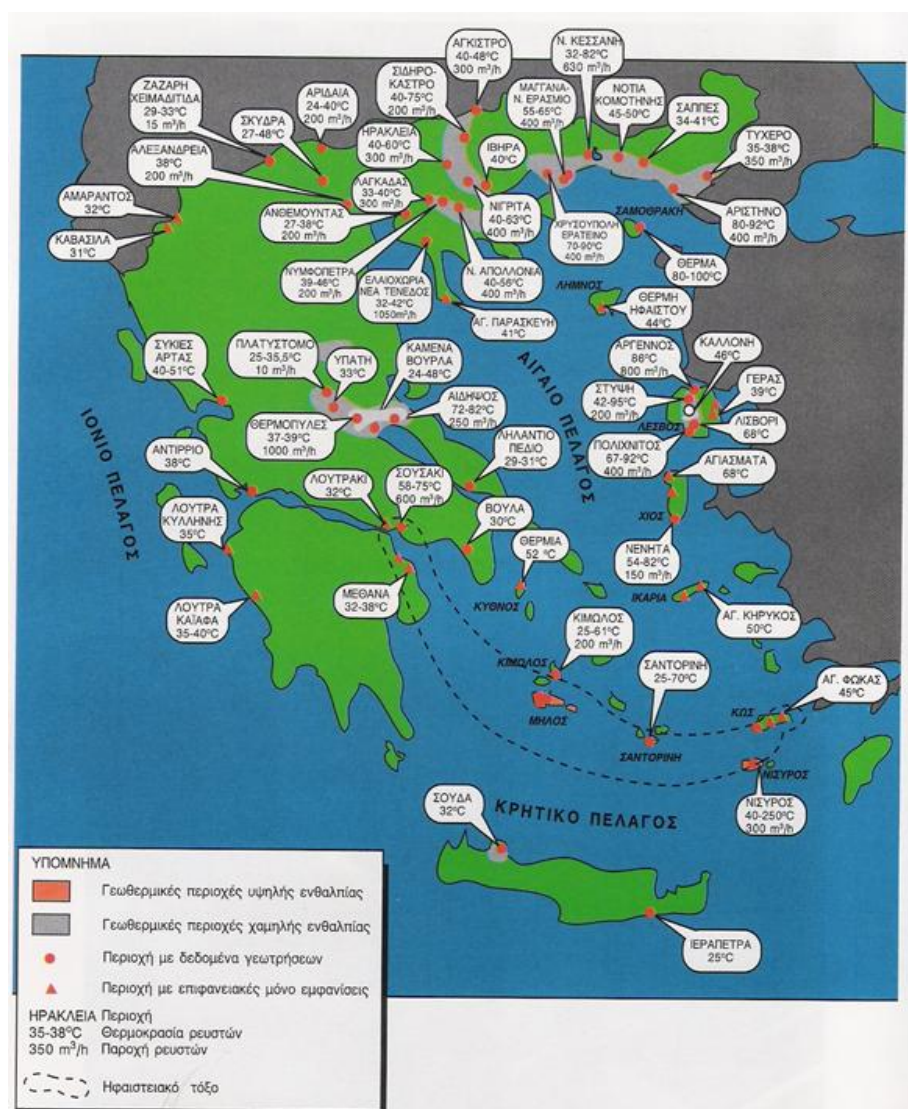 ΑΓΚΙΣΤΡΟ
40-48°C
300 m³/h
Ν. ΚΕΣΣΑΝΗ
32-82°C
630 m³/h
ΖΑΖΑΡΗ
ΧΕΙΜΑΔΙΤΙΔΑ
29-33°C
15 m³/h
ΑΡΙΔΑΙΑ
24-40°C
200 m³/h
ΣΙΔΗΡΟ-
ΚΑΣΤΡΟ
40-75°C
200 m³/h
ΜΑΓΓΑΝΑ-
Ν. ΕΡΑΣΜΙΟ
55-65°C
400 m³/h
ΝΟΤΙΑ
ΚΟΜΟΤΗΝΗΣ
45-50°C
ΣΑΠΠΕΣ
34-41°C
ΣΚΥΔΡΑ
27-48°C
ΗΡΑΚΛΕΙΑ
40-60°C
300 m³/h
ΙΒΗΡΑ
40°C
ΤΥΧΕΡΟ
35-38°C
350 m³/h
ΑΛΕΞΑΝΔΡΕΙΑ
38°C
200 m³/h
ΛΑΓΚΑΔΑΣ
33-40°C
300 m³/h
ΑΜΑΡΑΝΤΟΣ
32°C
ΚΑΒΑΣΙΛΑ
31°C
ΑΝΘΕΜΟΥΝΤΑΣ
27-38°C
200 m³/h
ΝΙΓΡΙΤΑ
40-63°C
400 m³/h
ΧΡΥΣΟΥΠΟΛΗ
ΕΡΑΤΕΙΝΟ
70-90°C
400 m³/h
ΣΑΜΟΘΡΑΚΗ
ΑΡΙΣΤΗΝΟ
80-92°C
400 m³/h
ΝΥΜΦΟΠΕΤΡΑ
39-46°C
200 m³/h
ΕΛΑΙΟΧΩΡΙΑ
ΝΕΑ ΤΕΝΕΔΟΣ
32-42°C
1050m³/h
Ν. ΑΠΟΛΛΟΝΙΑ
40-56°C
400 m³/h
ΘΕΡΜΑ
80-100°C
ΑΓ. ΠΑΡΑΣΚΕΥΗ
41°C
ΛΗΜΝΟΣ
ΘΕΡΜΗ
ΗΦΑΙΣΤΟΥ
44°C
ΣΥΚΙΕΣ
ΑΡΤΑΣ
40-51°C
ΠΛΑΤΥΣΤΟΜΟ
25-35,5°C
10 m³/h
ΥΠΑΤΗ
33°C
ΚΑΜΕΝΑ
ΒΟΥΡΛΑ
24-48°C
ΑΙΓΑΙΟ ΠΕΛΑΓΟΣ
ΑΡΓΕΝΝΟΣ
86°C
800 m³/h
ΚΑΛΛΟΝΗ
46°C
ΣΤΥΨΗ
42-95°C
200 m³/h
ΓΕΡΑΣ
39°C
ΛΕΣΒΟΣ
ΛΙΣΒΟΡΙ
68°C
ΙΟΝΙΟ ΠΕΛΑΓΟΣ
ΘΕΡΜΟΠΥΛΕΣ
37-39°C
1000 m³/h
ΑΙΔΗΨΟΣ
72-82°C
250 m³/h
ΠΟΛΙΧΝΙΤΟΣ
67-92°C
400 m³/h
ΑΝΤΙΡΡΙΟ
38°C
ΛΟΥΤΡΑΚΙ
32°C
ΣΟΥΣΑΚΙ
58-75°C
600 m³/h
ΛΗΛΑΝΤΙΟ
ΠΕΔΙΟ
29-31°C
ΑΓΙΑΣΜΑΤΑ
68°C
ΧΙΟΣ
ΛΟΥΤΡΑ
ΚΥΛΛΗΝΗΣ
35°C
ΒΟΥΛΑ
30°C
ΘΕΡΜΙΑ
52 °C
ΝΕΝΗΤΑ
54-82°C
150 m³/h
ΛΟΥΤΡΑ
ΚΑΪΑΦΑ
35-40°C
ΜΕΘΑΝΑ
32-38°C
ΚΥΘΝΟΣ
ΙΚΑΡΙΑ
ΑΓ. ΚΗΡΥΚΟΣ
50°C
ΚΙΜΩΛΟΣ
25-61°C
200 m³/h
ΚΙΜΩΛΟΣ
ΜΗΛΟΣ
ΣΑΝΤΟΡΙΝΗ
25-70°C
ΣΑΝΤΟΡΙΝΗ
ΑΓ. ΦΩΚΑΣ
45°C
ΚΩΣ
ΝΙΣΥΡΟΣ
ΝΙΣΥΡΟΣ
40-250°C
300 m³/h
ΣΟΥΔΑ
32°C
ΚΡΗΤΙΚΟ ΠΕΛΑΓΟΣ
ΙΕΡΑΠΕΤΡΑ
25°C
ΥΠΟΜΝΗΜΑ
Γεωθερμικές περιοχές υψηλής ενθαλπίας
Γεωθερμικές περιοχές χαμηλής ενθαλπίας
Περιοχή με δεδομένα γεωτρήσεων
Περιοχή με επιφανειακές μόνο εμφανίσεις
ΗΡΑΚΛΕΙΑ Περιοχή
35-38°C Θερμοκρασία ρευστών
350 m³/h Παροχή ρευστών
Ηφαιστειακό τόξο